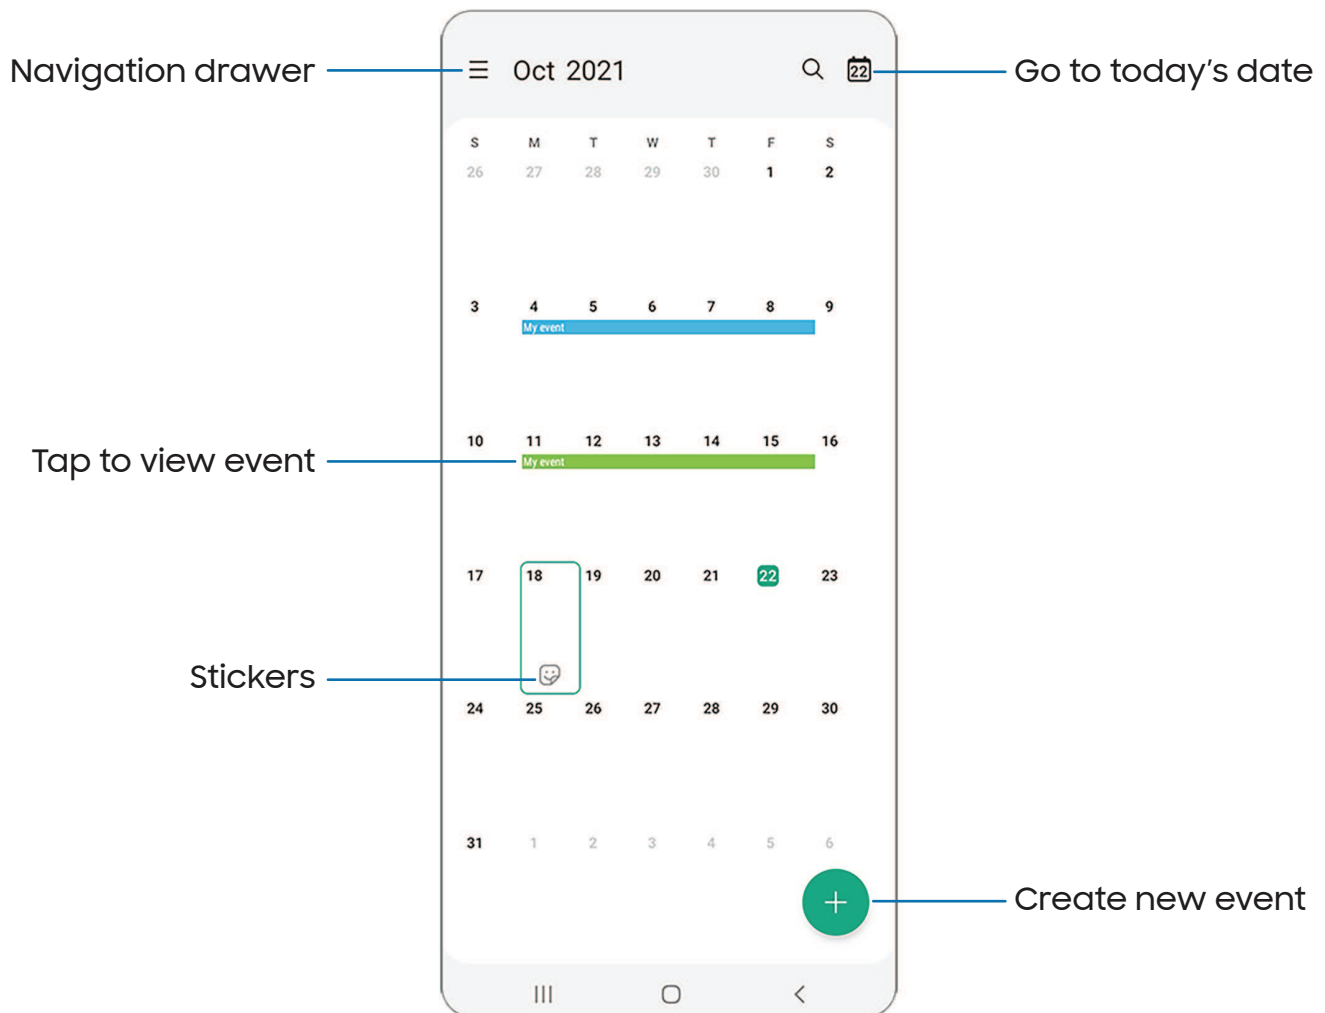 Navigation drawer
Oct 2021
22
Go to today's date
S M T W T F S
26 27 28 29 30 1 2
3 4 5 6 7 8 9
My event
10 11 12 13 14 15 16
Tap to view event
My event
17 18 19 20 21 22 23
Stickers
24 25 26 27 28 29 30
31 1 2 3 4 5 6
Create new event